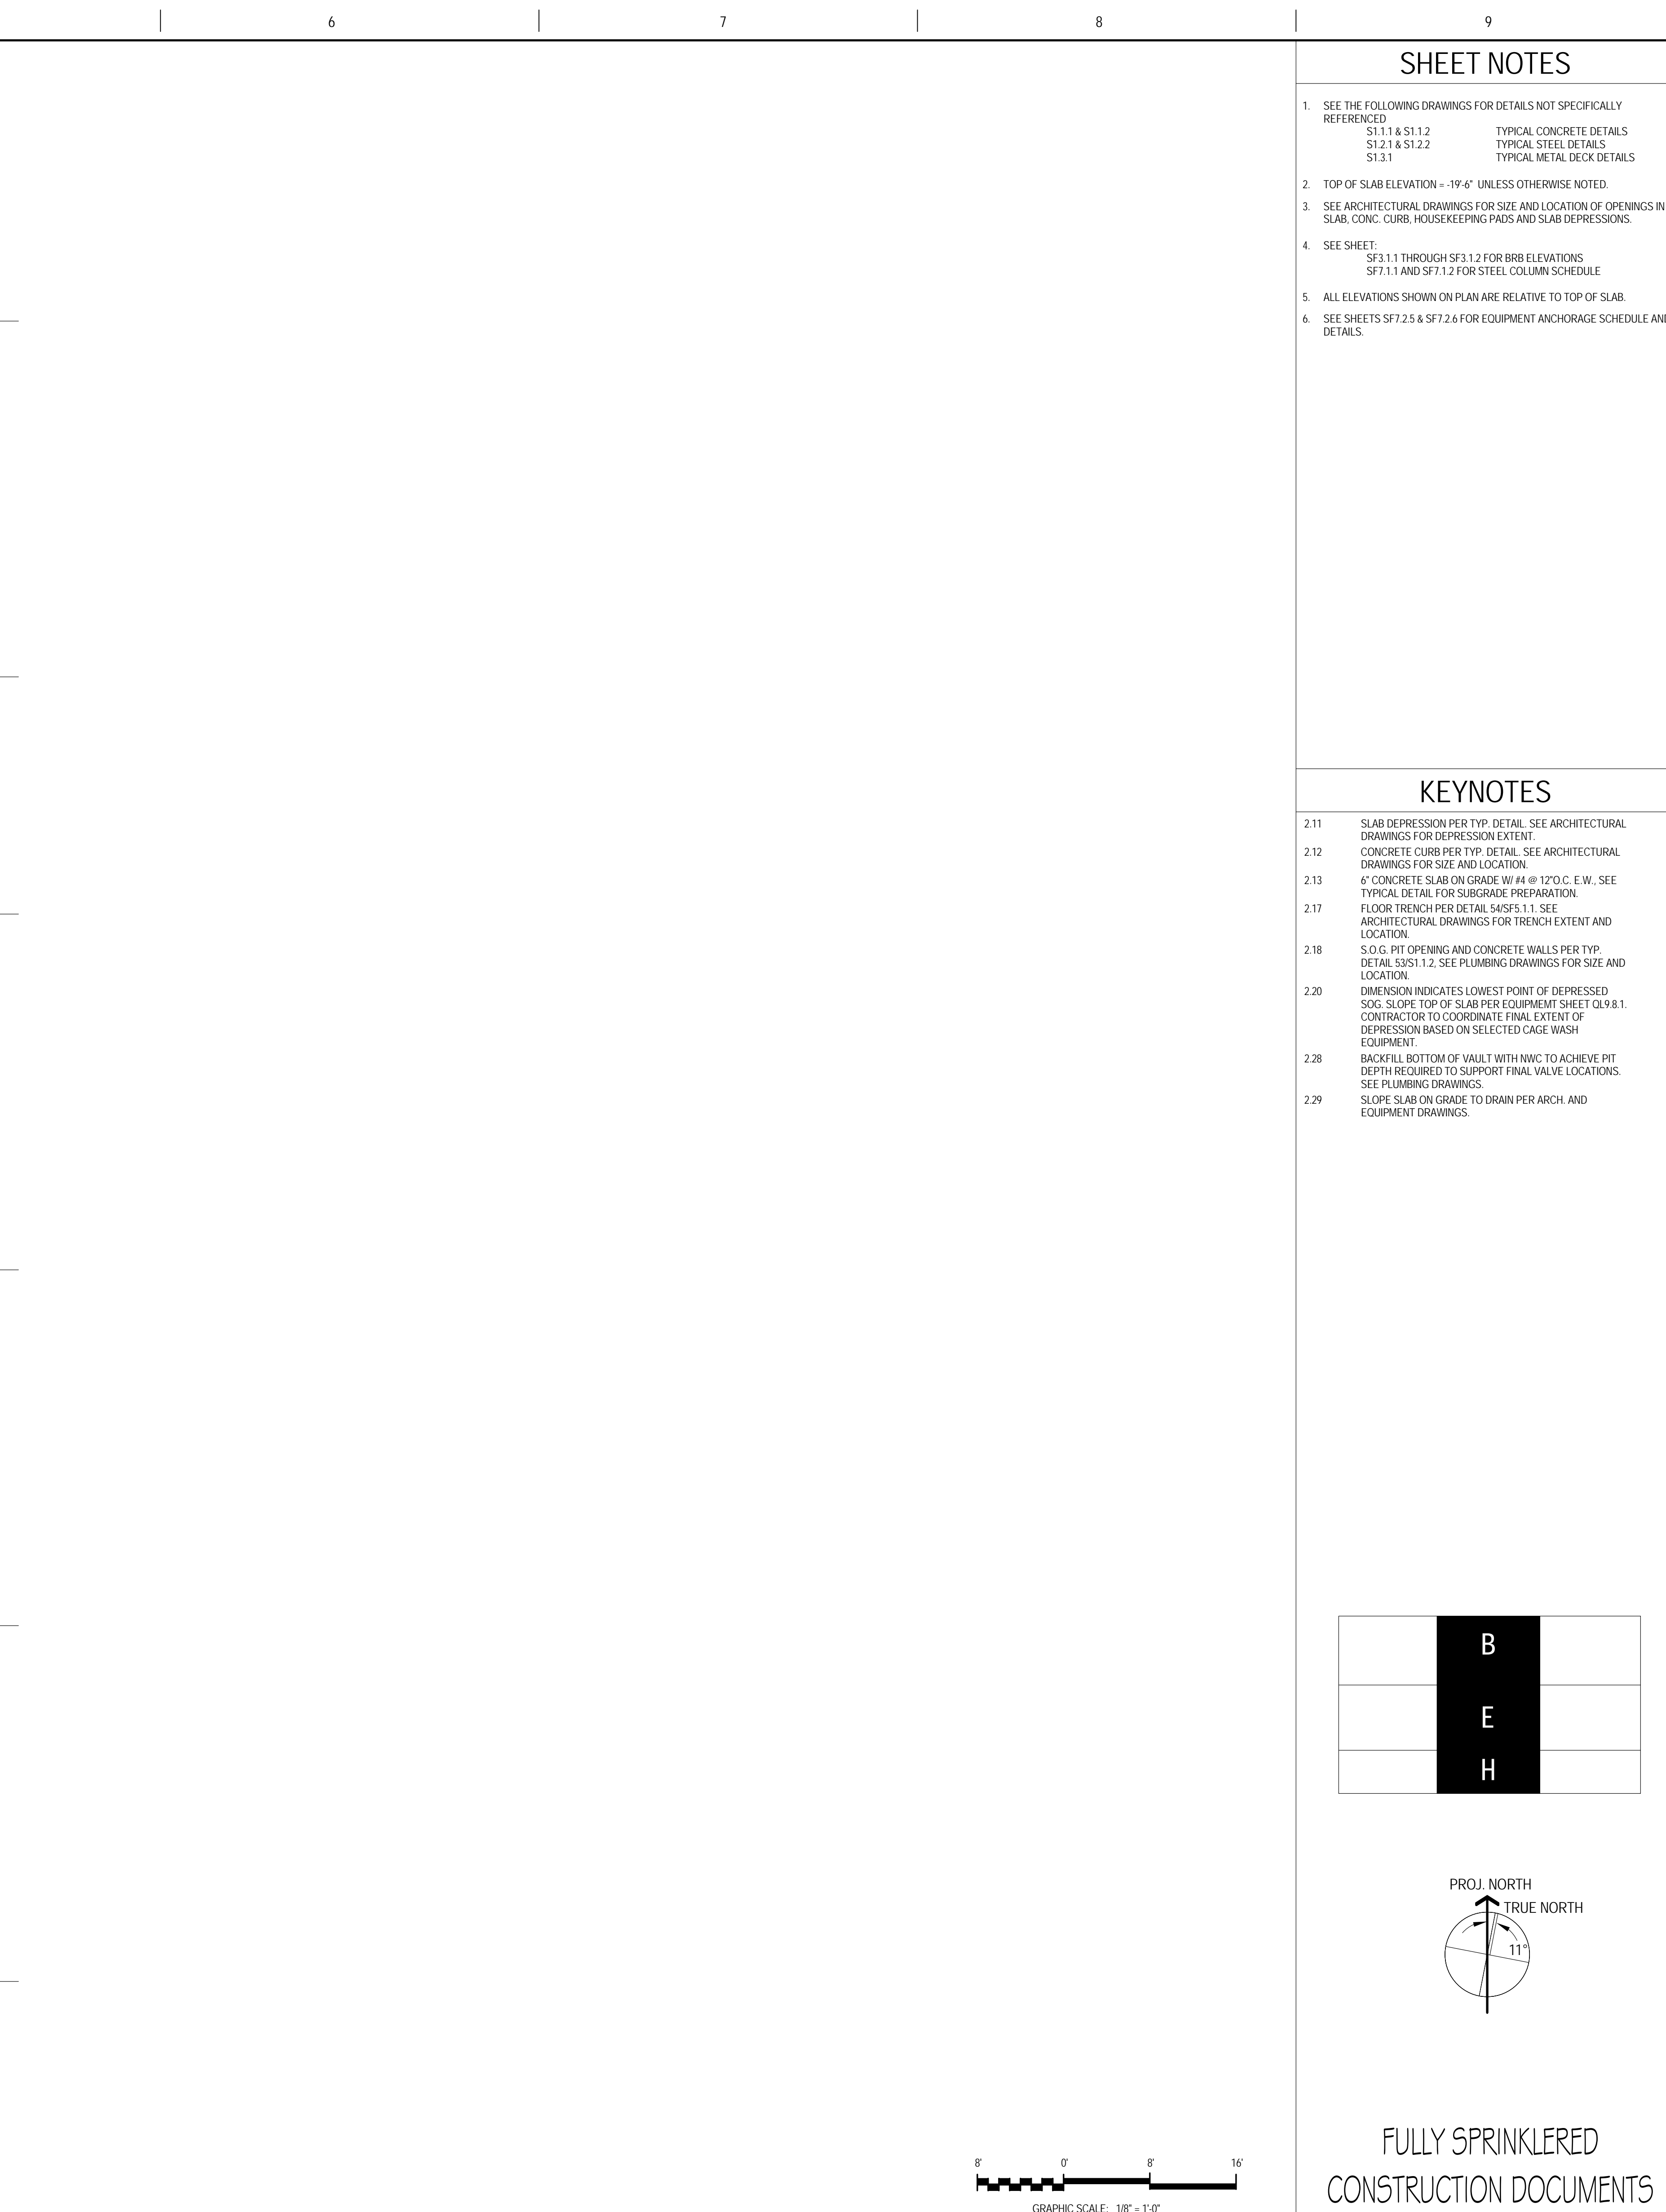 6 7 8 9
SHEET NOTES
1. SEE THE FOLLOWING DRAWINGS FOR DETAILS NOT SPECIFICALLY
REFERENCED
S1.1.1 & S1.1.2 TYPICAL CONCRETE DETAILS
S1.2.1 & S1.2.2 TYPICAL STEEL DETAILS
S1.3.1 TYPICAL METAL DECK DETAILS
2. TOP OF SLAB ELEVATION = -19'-6" UNLESS OTHERWISE NOTED.
3. SEE ARCHITECTURAL DRAWINGS FOR SIZE AND LOCATION OF OPENINGS IN
SLAB, CONC. CURB, HOUSEKEEPING PADS AND SLAB DEPRESSIONS.
4. SEE SHEET:
SF3.1.1 THROUGH SF3.1.2 FOR BRB ELEVATIONS
SF7.1.1 AND SF7.1.2 FOR STEEL COLUMN SCHEDULE
5. ALL ELEVATIONS SHOWN ON PLAN ARE RELATIVE TO TOP OF SLAB.
6. SEE SHEETS SF7.2.5 & SF7.2.6 FOR EQUIPMENT ANCHORAGE SCHEDULE AND
DETAILS.
KEYNOTES
2.11 SLAB DEPRESSION PER TYP. DETAIL. SEE ARCHITECTURAL
DRAWINGS FOR DEPRESSION EXTENT.
2.12 CONCRETE CURB PER TYP. DETAIL. SEE ARCHITECTURAL
DRAWINGS FOR SIZE AND LOCATION.
2.13 6" CONCRETE SLAB ON GRADE W/ #4 @ 12"O.C. E.W., SEE
TYPICAL DETAIL FOR SUBGRADE PREPARATION.
2.17 FLOOR TRENCH PER DETAIL 54/SF5.1.1. SEE
ARCHITECTURAL DRAWINGS FOR TRENCH EXTENT AND
LOCATION.
2.18 S.O.G. PIT OPENING AND CONCRETE WALLS PER TYP.
DETAIL 53/S1.1.2, SEE PLUMBING DRAWINGS FOR SIZE AND
LOCATION.
2.20 DIMENSION INDICATES LOWEST POINT OF DEPRESSED
SOG. SLOPE TOP OF SLAB PER EQUIPMEMT SHEET QL9.8.1.
CONTRACTOR TO COORDINATE FINAL EXTENT OF
DEPRESSION BASED ON SELECTED CAGE WASH
EQUIPMENT.
2.28 BACKFILL BOTTOM OF VAULT WITH NWC TO ACHIEVE PIT
DEPTH REQUIRED TO SUPPORT FINAL VALVE LOCATIONS.
SEE PLUMBING DRAWINGS.
2.29 SLOPE SLAB ON GRADE TO DRAIN PER ARCH. AND
EQUIPMENT DRAWINGS.
B
E
H
PROJ. NORTH
TRUE NORTH
11°
FULLY SPRINKLERED
CONSTRUCTION DOCUMENTS
8' 0' 8' 16'
GRAPHIC SCALE: 1/8" = 1'-0"